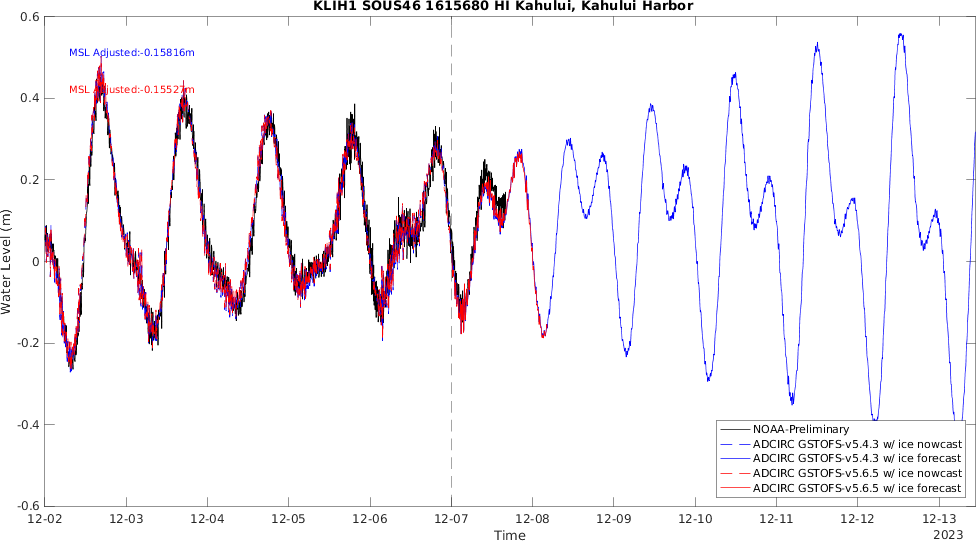 KLIH1 SOUS46 1615680 HI Kahului, Kahului Harbor
MSL Adjusted:-0.15816m
MSL Adjusted:-0.15527m
Water Level (m)
0.6
0.4
0.2
0
-0.2
-0.4
-0.6
NOAA-Preliminary
ADCIRC GSTOFS-v5.4.3 w/ ice nowcast
ADCIRC GSTOFS-v5.4.3 w/ ice forecast
ADCIRC GSTOFS-v5.6.5 w/ ice nowcast
ADCIRC GSTOFS-v5.6.5 w/ ice forecast
12-02 12-03 12-04 12-05 12-06 12-07 12-08 12-09 12-10 12-11 12-12 12-13
2023
Time